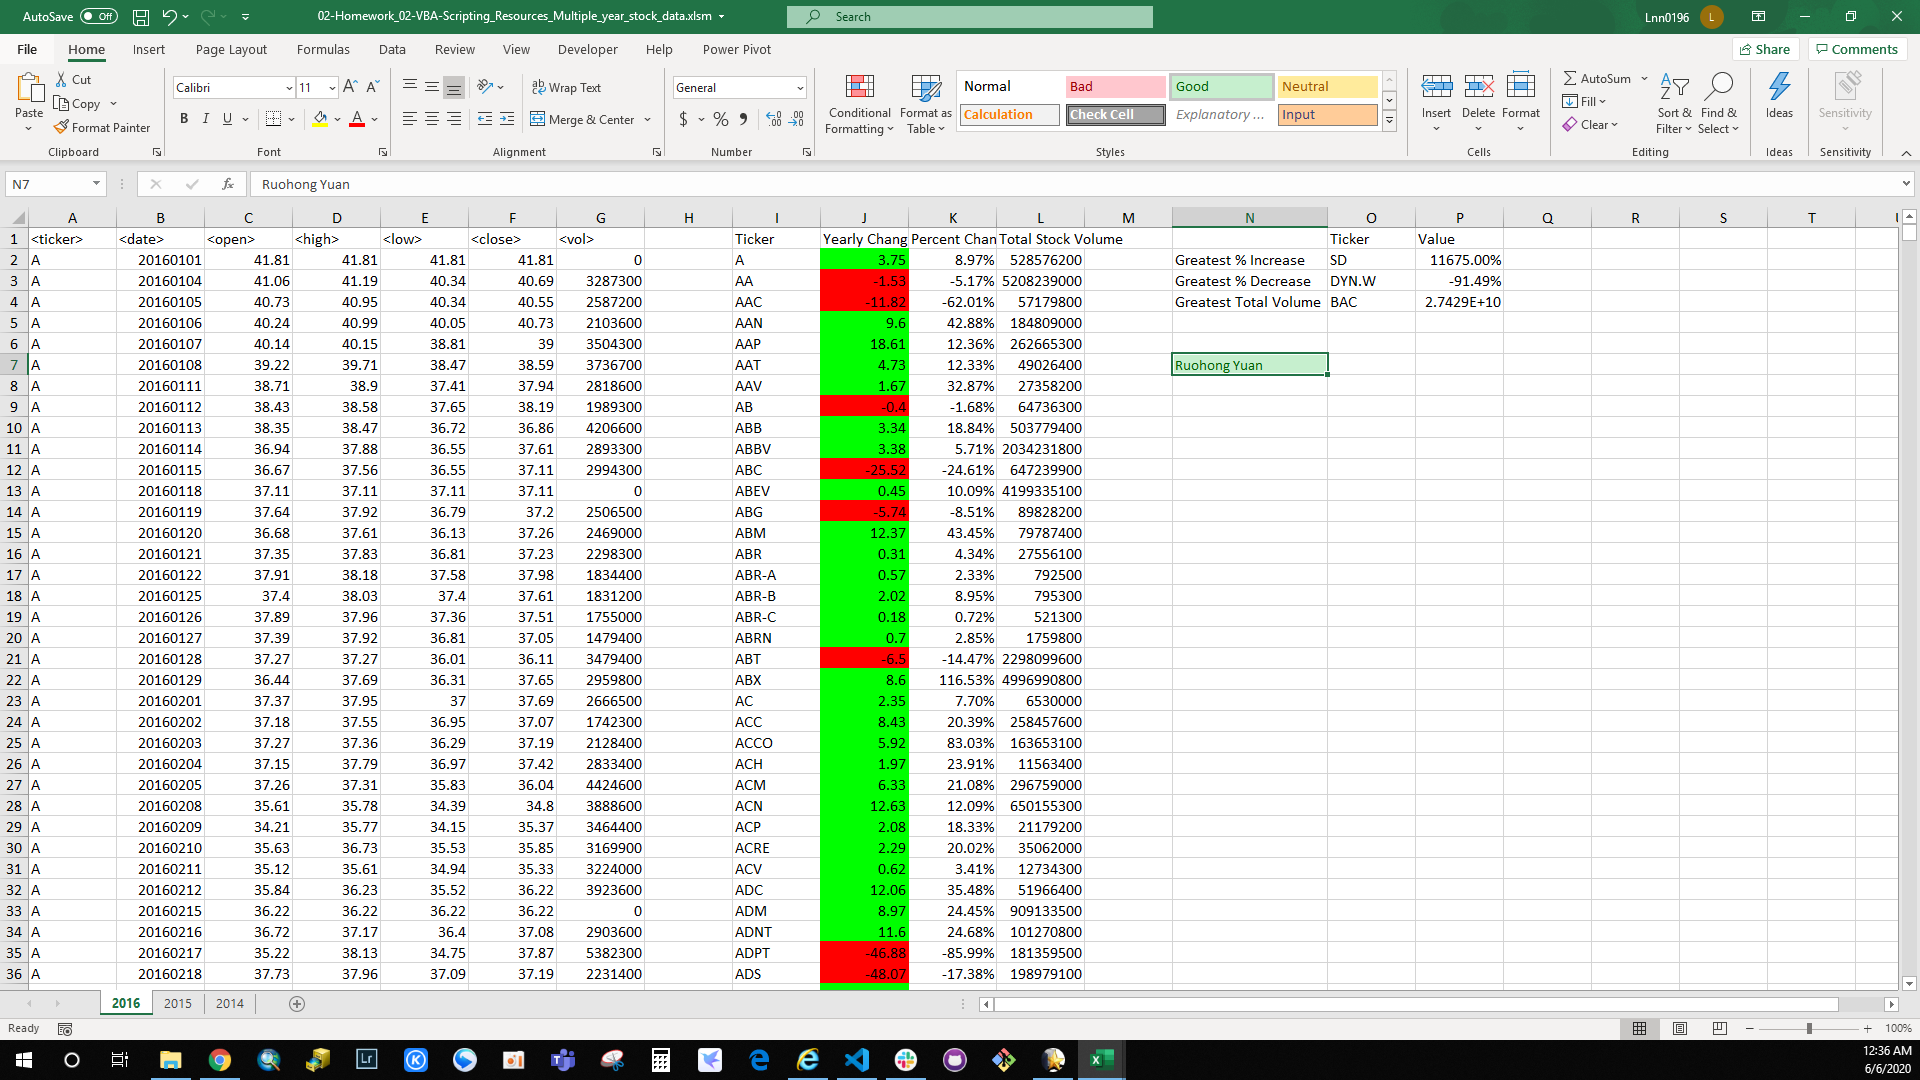 AutoSave Off 02-Homework_02-VBA-Scripting_Resources_Multiple_year_stock_data.xlsm Search Lnn0196 L
File Home Insert Page Layout Formulas Data Review View Developer Help Power Pivot Share Comments
Paste Cut Copy Format Painter Clipboard
Calibri 11 B I U A Font
Wrap Text Merge & Center Alignment
General $ % Number
Conditional Formatting Format as Table Normal Bad Good Neutral Calculation Check Cell Explanatory ... Input Styles
Insert Delete Format Cells
AutoSum Fill Clear Sort & Filter Find & Select Editing
Ideas Ideas
Sensitivity Sensitivity
N7 fx Ruohong Yuan
A B C D E F G H I J K L M N O P Q R S T U
1 <ticker> <date> <open> <high> <low> <close> <vol> Ticker Yearly Chang Percent Chan Total Stock Volume Ticker Value
2 A 20160101 41.81 41.81 41.81 41.81 0 A 3.75 8.97% 528576200 Greatest % Increase SD 11675.00%
3 A 20160104 41.06 41.19 40.34 40.69 3287300 AA -1.53 -5.17% 5208239000 Greatest % Decrease DYN.W -91.49%
4 A 20160105 40.73 40.95 40.34 40.55 2587200 AAC -11.82 -62.01% 57179800 Greatest Total Volume BAC 2.7429E+10
5 A 20160106 40.24 40.99 40.05 40.73 2103600 AAN 9.6 42.88% 184809000
6 A 20160107 40.14 40.15 38.81 39 3504300 AAP 18.61 12.36% 262665300
7 A 20160108 39.22 39.71 38.47 38.59 3736700 AAT 4.73 12.33% 49026400 Ruohong Yuan
8 A 20160111 38.71 38.9 37.41 37.94 2818600 AAV 1.67 32.87% 27358200
9 A 20160112 38.43 38.58 37.65 38.19 1989300 AB -0.4 -1.68% 64736300
10 A 20160113 38.35 38.47 36.72 36.86 4206600 ABB 3.34 18.84% 503779400
11 A 20160114 36.94 37.88 36.55 37.61 2893300 ABBV 3.38 5.71% 2034231800
12 A 20160115 36.67 37.56 36.55 37.11 2994300 ABC -25.52 -24.61% 647239900
13 A 20160118 37.11 37.11 37.11 37.11 0 ABEV 0.45 10.09% 4199335100
14 A 20160119 37.64 37.92 36.79 37.2 2506500 ABG -5.74 -8.51% 89828200
15 A 20160120 36.68 37.61 36.13 37.26 2469000 ABM 12.37 43.45% 79787400
16 A 20160121 37.35 37.83 36.81 37.23 2298300 ABR 0.31 4.34% 27556100
17 A 20160122 37.91 38.18 37.58 37.98 1834400 ABR-A 0.57 2.33% 792500
18 A 20160125 37.4 38.03 37.4 37.61 1831200 ABR-B 2.02 8.95% 795300
19 A 20160126 37.89 37.96 37.36 37.51 1755000 ABR-C 0.18 0.72% 521300
20 A 20160127 37.39 37.92 36.81 37.05 1479400 ABRN 0.7 2.85% 1759800
21 A 20160128 37.27 37.27 36.01 36.11 3479400 ABT -6.5 -14.47% 2298099600
22 A 20160129 36.44 37.69 36.31 37.65 2959800 ABX 8.6 116.53% 4996990800
23 A 20160201 37.37 37.95 37 37.69 2666500 AC 2.35 7.70% 6530000
24 A 20160202 37.18 37.55 36.95 37.07 1742300 ACC 8.43 20.39% 258457600
25 A 20160203 37.27 37.36 36.29 37.19 2128400 ACCO 5.92 83.03% 163653100
26 A 20160204 37.15 37.79 36.97 37.42 2833400 ACH 1.97 23.91% 11563400
27 A 20160205 37.26 37.31 35.83 36.04 4424600 ACM 6.33 21.08% 296759000
28 A 20160208 35.61 35.78 34.39 34.8 3888600 ACN 12.63 12.09% 650155300
29 A 20160209 34.21 35.77 34.15 35.37 3464400 ACP 2.08 18.33% 21179200
30 A 20160210 35.63 36.73 35.53 35.85 3169900 ACRE 2.29 20.02% 35062000
31 A 20160211 35.12 35.61 34.94 35.33 3224000 ACV 0.62 3.41% 12734300
32 A 20160212 35.84 36.23 35.52 36.22 3923600 ADC 12.06 35.48% 51966400
33 A 20160215 36.22 36.22 36.22 36.22 0 ADM 8.97 24.45% 909133500
34 A 20160216 36.72 37.17 36.4 37.08 2903600 ADNT 11.6 24.68% 101270800
35 A 20160217 35.22 38.13 34.75 37.87 5382300 ADPT -46.88 -85.99% 181359500
36 A 20160218 37.73 37.96 37.09 37.19 2231400 ADS -48.07 -17.38% 198979100
2016 2015 2014
Ready 100%
12:36 AM
6/6/2020